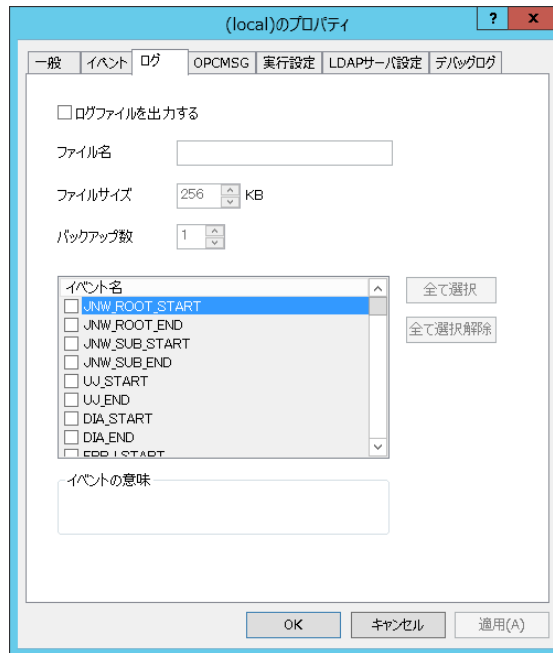 (local)のプロパティ
? x
一般 イベント ログ OPCMSG 実行設定 LDAPサーバ設定 デバッグログ
ログファイルを出力する
ファイル名
ファイルサイズ 256 KB
バックアップ数 1
イベント名
JNW_ROOT_START
JNW_ROOT_END
JNW_SUB_START
JNW_SUB_END
UJ_START
UJ_END
DIA_START
DIA_END
全て選択
全て選択解除
イベントの意味
OK キャンセル 適用(A)